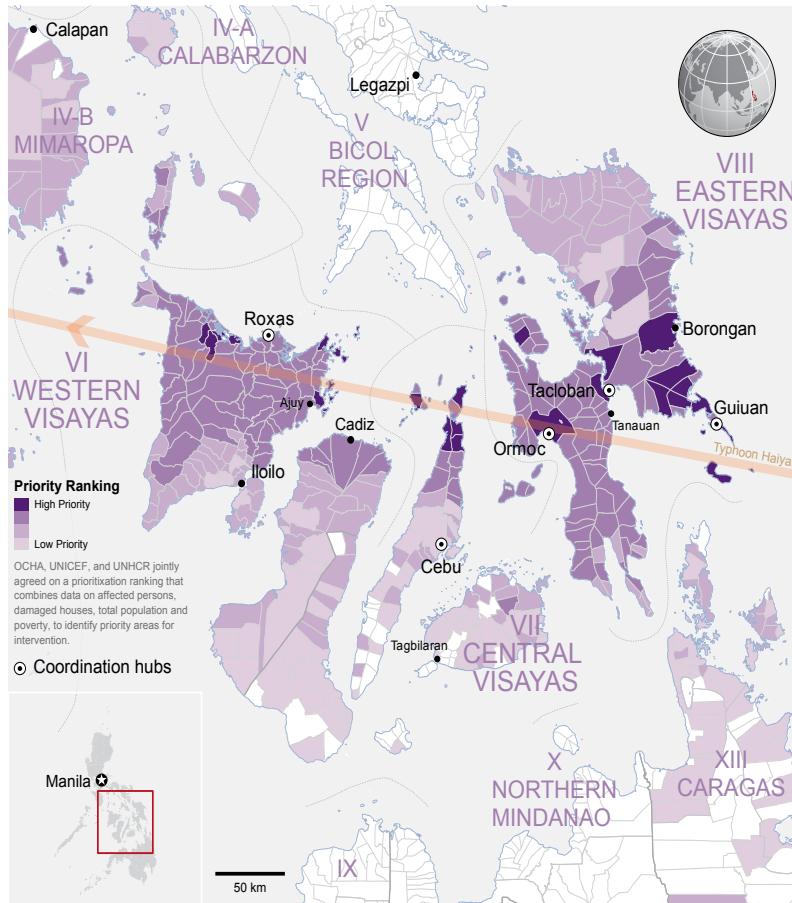 Calapan
IV-A
CALABARZON
Legazpi
IV-B
MIMAROPA
V
BICOL
REGION
VIII
EASTERN
VISAYAS
Roxas
Borongan
VI
WESTERN
VISAYAS
Tacloban
Ajuy
Cadiz
Tanauan
Guiuan
Ormoc
Typhoon Haiya
Iloilo
Priority Ranking
High Priority
Low Priority
OCHA, UNICEF, and UNHCR jointly
agreed on a prioritixation ranking that
combines data on affected persons,
damaged houses, total population and
poverty, to identify priority areas for
intervention.
Coordination hubs
Cebu
VII
CENTRAL
VISAYAS
Tagbilaran
Manila
X
NORTHERN
MINDANAO
XIII
CARAGAS
IX
50 km